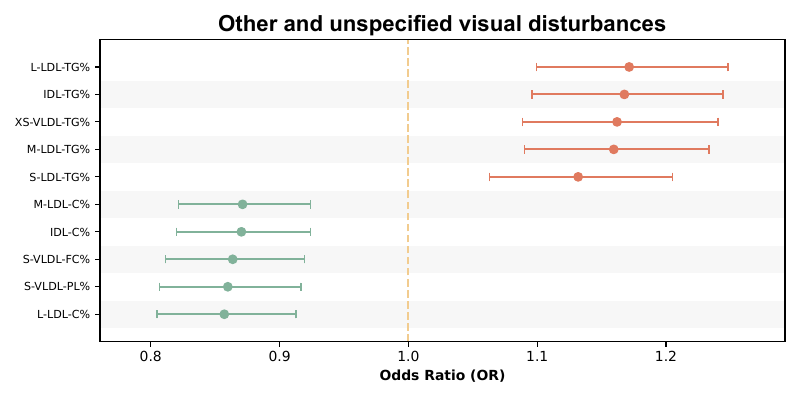 Other and unspecified visual disturbances
L-LDL-TG%
IDL-TG%
XS-VLDL-TG%
M-LDL-TG%
S-LDL-TG%
M-LDL-C%
IDL-C%
S-VLDL-FC%
S-VLDL-PL%
L-LDL-C%
0.8 0.9 1.0 1.1 1.2
Odds Ratio (OR)